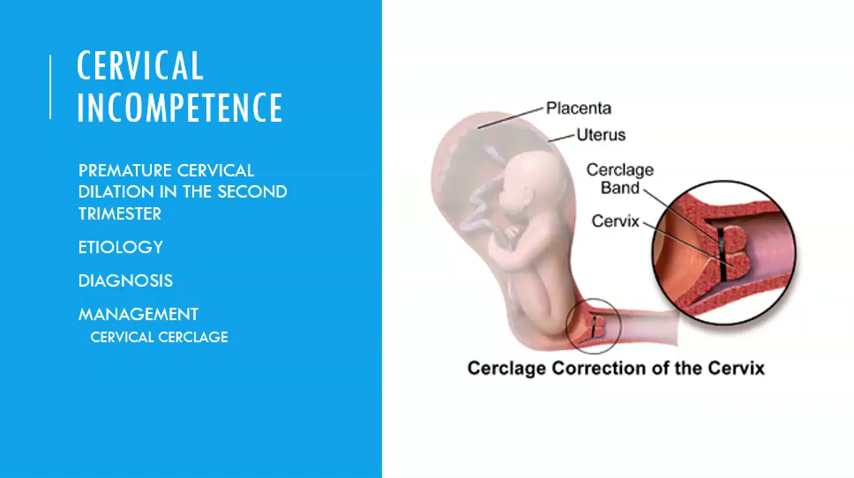 CERVICAL
INCOMPETENCE
PREMATURE CERVICAL
DILATION IN THE SECOND
TRIMESTER
ETIOLOGY
DIAGNOSIS
MANAGEMENT
CERVICAL CERCLAGE
Placenta
Uterus
Cerclage
Band
Cervix
Cerclage Correction of the Cervix